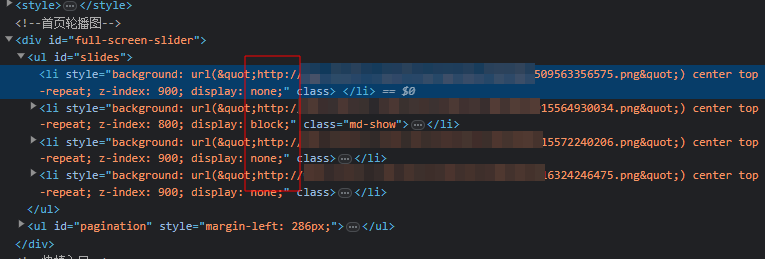 <style>…</style>
<!--首页轮播图-->
<div id="full-screen-slider">
<ul id="slides">
<li style="background: url(&quot;http:// 509563356575.png&quot;) center top
-repeat; z-index: 900; display: none;" class> </li> == $0
<li style="background: url(&quot;http:// 15564930034.png&quot;) center top
-repeat; z-index: 800; display: block;" class="md-show">…</li>
<li style="background: url(&quot;http:// 15572240206.png&quot;) center top
-repeat; z-index: 900; display: none;" class>…</li>
<li style="background: url(&quot;http:// 16324246475.png&quot;) center top
-repeat; z-index: 900; display: none;" class>…</li>
</ul>
<ul id="pagination" style="margin-left: 286px;">…</ul>
</div>